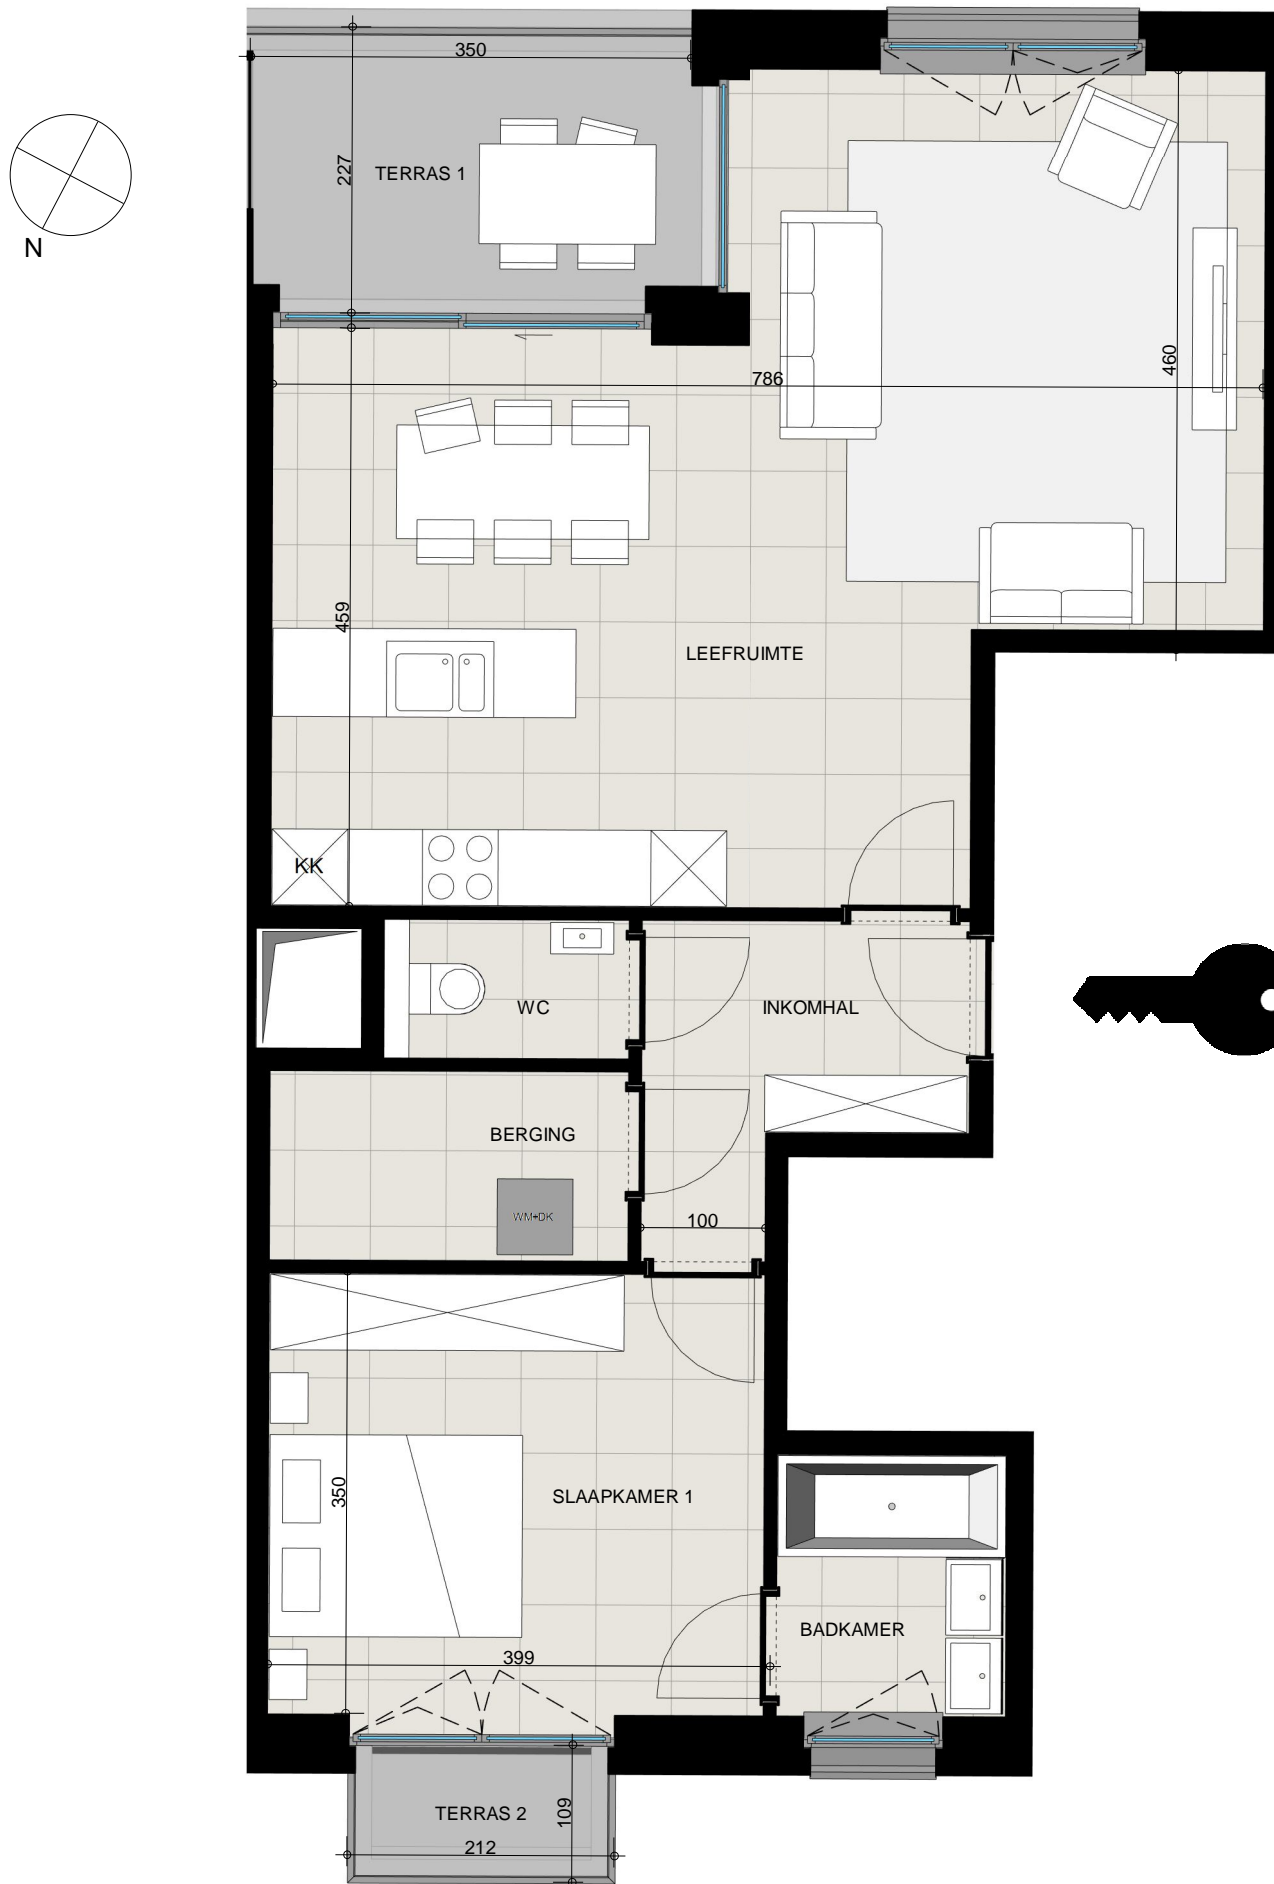 350
227
TERRAS 1
N
460
786
459
LEEFRUIMTE
KK
WC
INKOMHAL
BERGING
WM+DK
100
350
SLAAPKAMER 1
BADKAMER
399
TERRAS 2
109
212